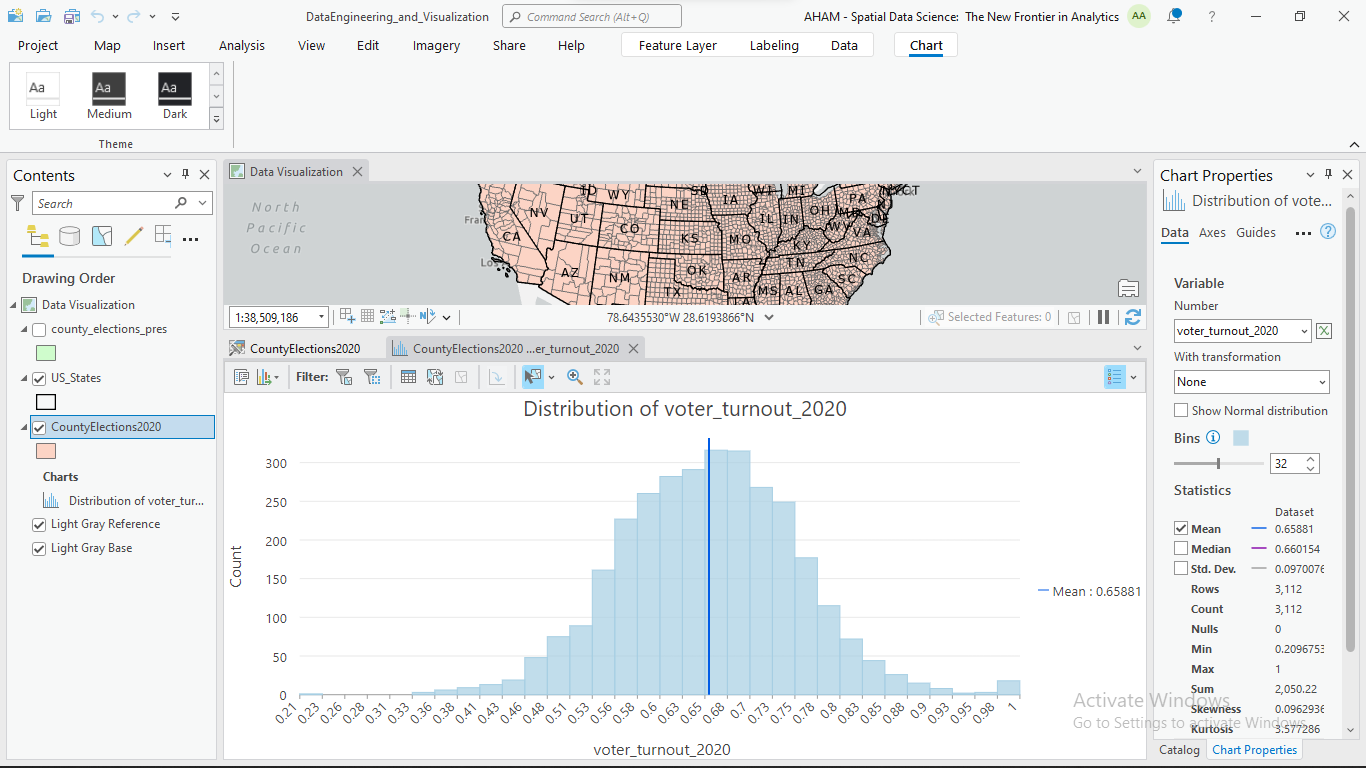 DataEngineering_and_Visualization
Command Search (Alt+Q)
AHAM - Spatial Data Science: The New Frontier in Analytics
AA
Project Map Insert Analysis View Edit Imagery Share Help Feature Layer Labeling Data Chart
Aa Aa Aa
Light Medium Dark
Theme
Contents
Search
Drawing Order
Data Visualization
county_elections_pres
US_States
CountyElections2020
Charts
Distribution of voter_tur...
Light Gray Reference
Light Gray Base
Data Visualization
North
Pacific
Ocean
ID WY SD WI MI
NV UT NE IA IL IN OH PA
CA CO KS MO KY WV VA DE
AZ NM OK AR TN NC
TX MS AL GA SC
1:38,509,186
78.6435530°W 28.6193866°N
Selected Features: 0
CountyElections2020
CountyElections2020 ...er_turnout_2020
Filter:
Distribution of voter_turnout_2020
Count
300
250
200
150
100
50
0
0.21 0.23 0.26 0.28 0.31 0.33 0.36 0.38 0.41 0.43 0.46 0.48 0.51 0.53 0.56 0.58 0.6 0.63 0.65 0.68 0.7 0.73 0.75 0.78 0.8 0.83 0.85 0.88 0.9 0.93 0.95 0.98 1
voter_turnout_2020
Mean : 0.65881
Chart Properties
Distribution of vote...
Data Axes Guides
Variable
Number
voter_turnout_2020
With transformation
None
Show Normal distribution
Bins
32
Statistics
Dataset
Mean 0.65881
Median 0.660154
Std. Dev. 0.0970076
Rows 3,112
Count 3,112
Nulls 0
Min 0.2096753
Max 1
Sum 2,050.22
Skewness 0.0962936
Kurtosis 3.577286
Activate Windows
Go to Settings to activate Windows.
Catalog Chart Properties